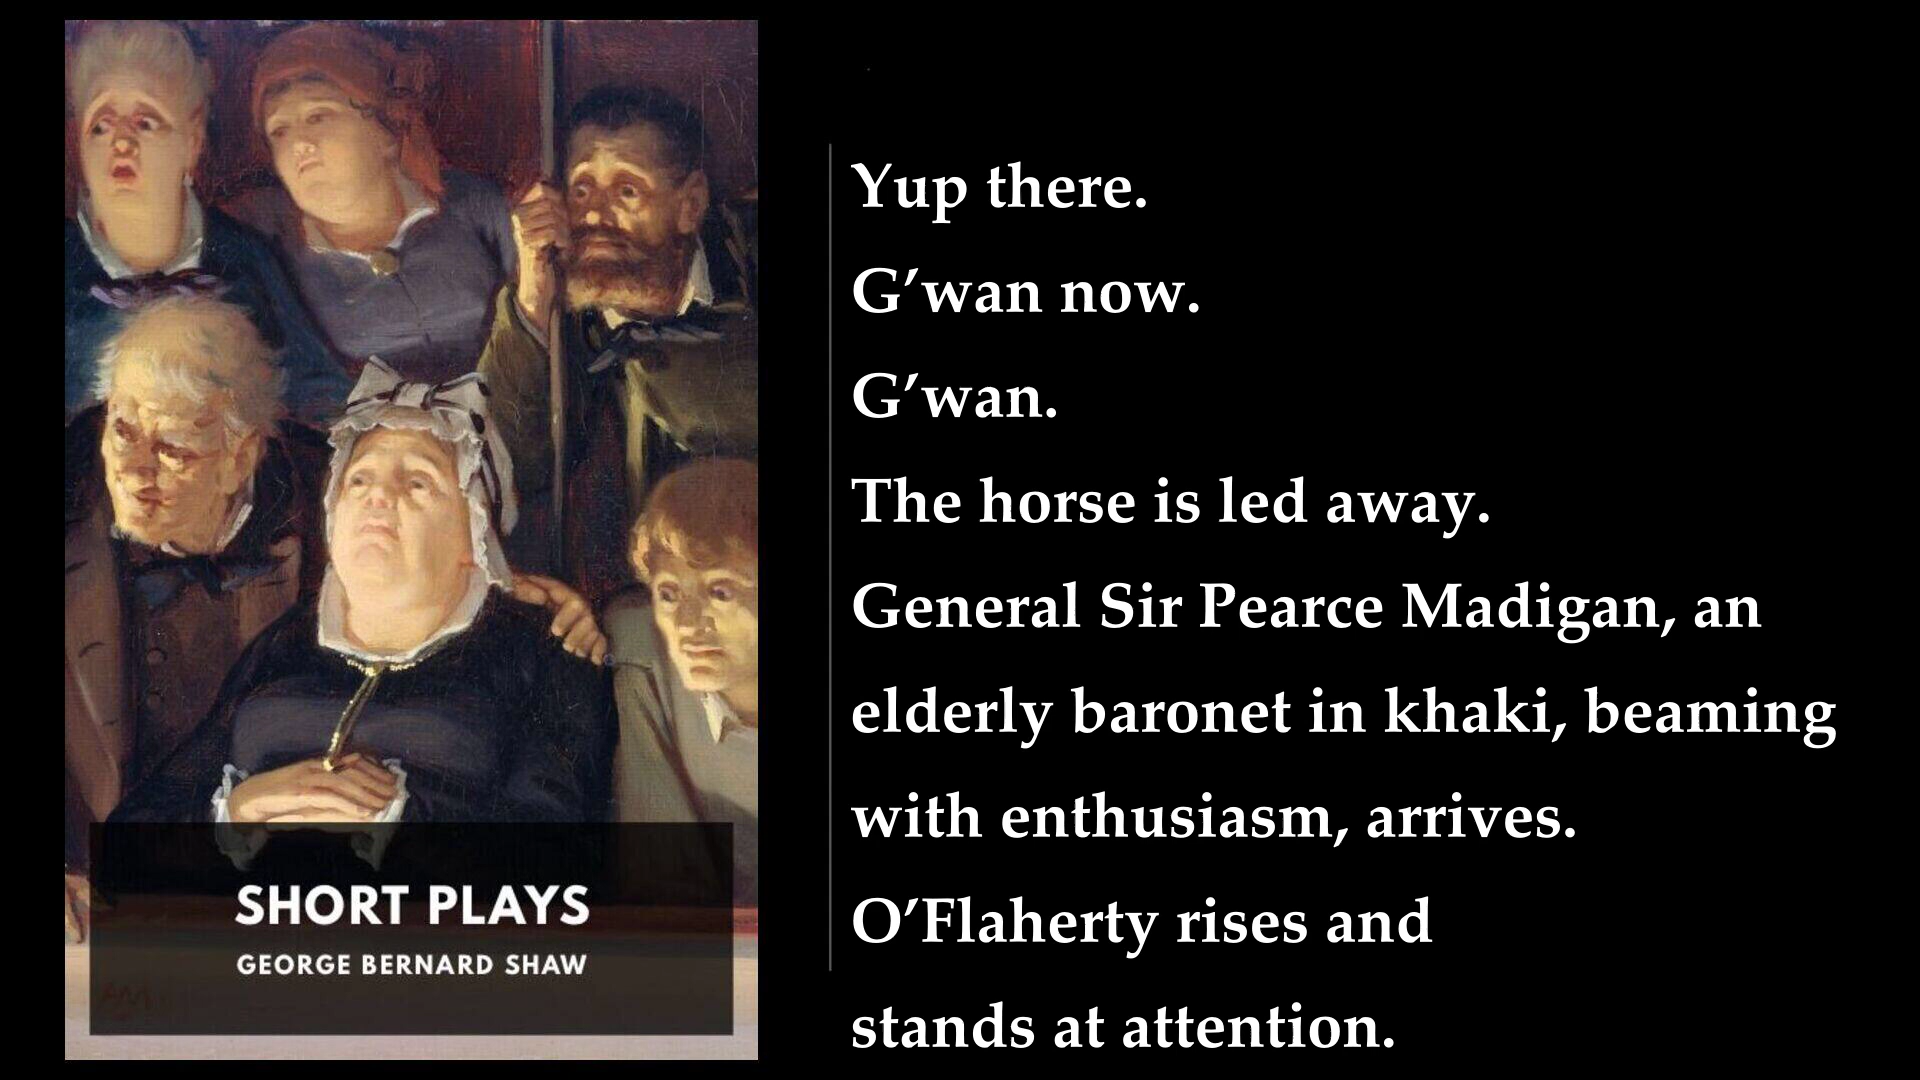 SHORT PLAYS
GEORGE BERNARD SHAW
Yup there.
G’wan now.
G’wan.
The horse is led away.
General Sir Pearce Madigan, an
elderly baronet in khaki, beaming
with enthusiasm, arrives.
O’Flaherty rises and
stands at attention.